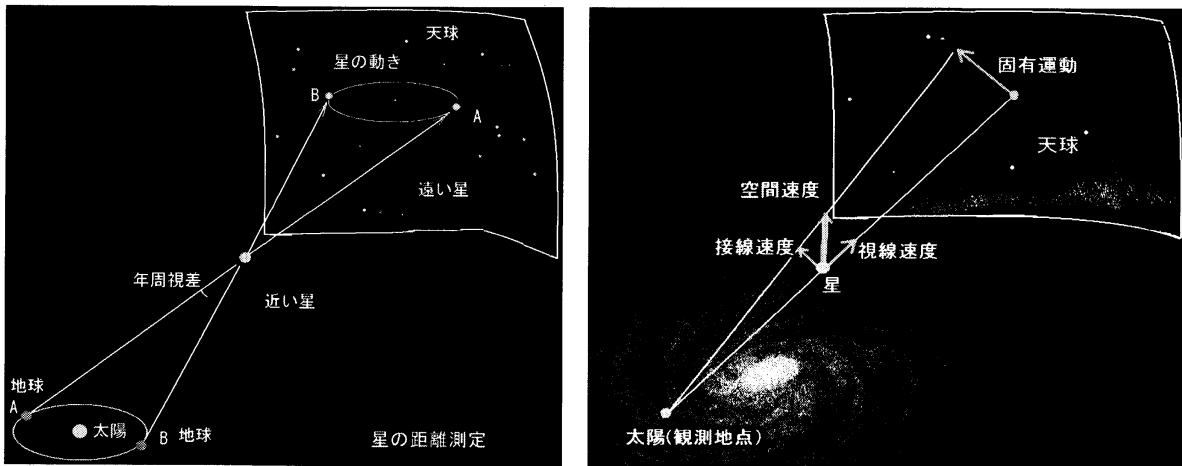 天球
星の動き
B
A
遠い星
年周視差
近い星
地球
A
太陽
B 地球
星の距離測定
固有運動
天球
空間速度
接線速度
視線速度
星
太陽(観測地点)